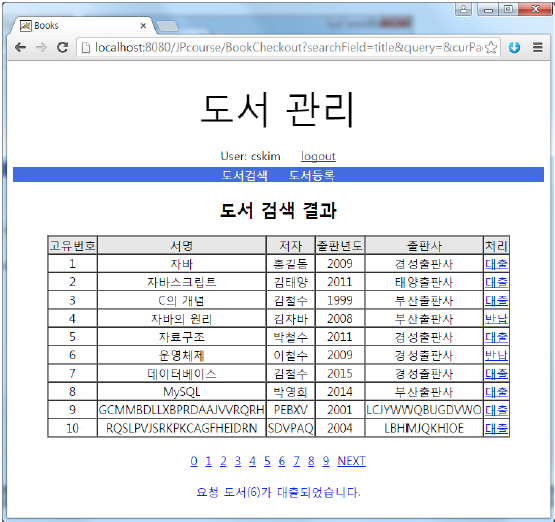 Books
localhost:8080/JPcourse/BookCheckout?searchField=title&query=&curPa
도서 관리
User: cskim logout
도서검색 도서등록
도서 검색 결과
고유번호 서명 저자 출판년도 출판사 처리
1 자바 홍길동 2009 경성출판사 대출
2 자바스크립트 김태양 2011 태양출판사 대출
3 C의 개념 김철수 1999 부산출판사 대출
4 자바의 원리 김자바 2008 부산출판사 반납
5 자료구조 박철수 2011 경성출판사 대출
6 운영체제 이철수 2009 경성출판사 반납
7 데이터베이스 김철수 2015 경성출판사 대출
8 MySQL 박영희 2014 부산출판사 대출
9 GCMMBDLLXBPRDAAJVVRQRH PEBXV 2001 LCJYWWQBUGDVWO 대출
10 RQSLPVJSRKPKCAGFHEIDRN SDVPAQ 2004 LBHMJQKHIOE 대출
0 1 2 3 4 5 6 7 8 9 NEXT
요청 도서(6)가 대출되었습니다.